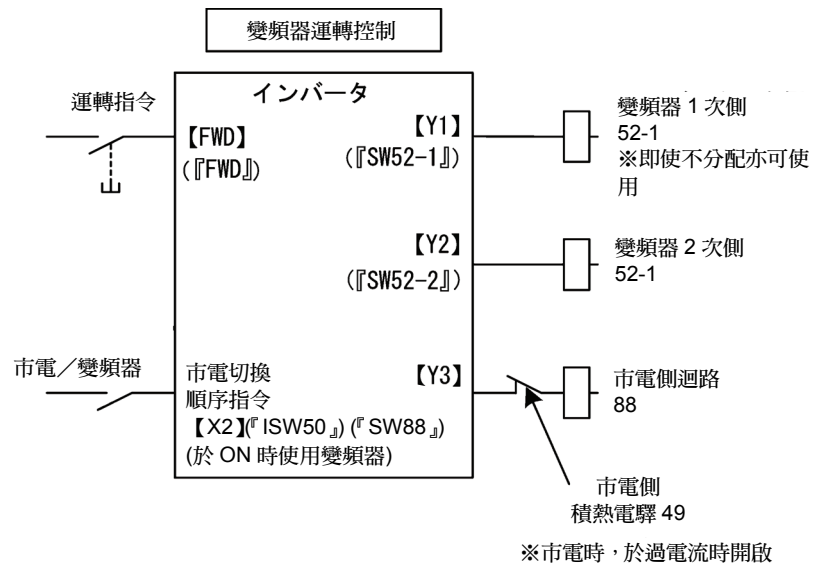 變頻器運轉控制
運轉指令
インバータ
【FWD】
(『FWD』)
【Y1】
(『SW52-1』)
變頻器 1 次側
52-1
※即使不分配亦可使
用
【Y2】
(『SW52-2』)
變頻器 2 次側
52-1
市電／變頻器
市電切換
順序指令
【X2】(『ISW50』) (『SW88』)
(於 ON 時使用變頻器)
【Y3】
市電側迴路
88
市電側
積熱電驛 49
※市電時，於過電流時開啟